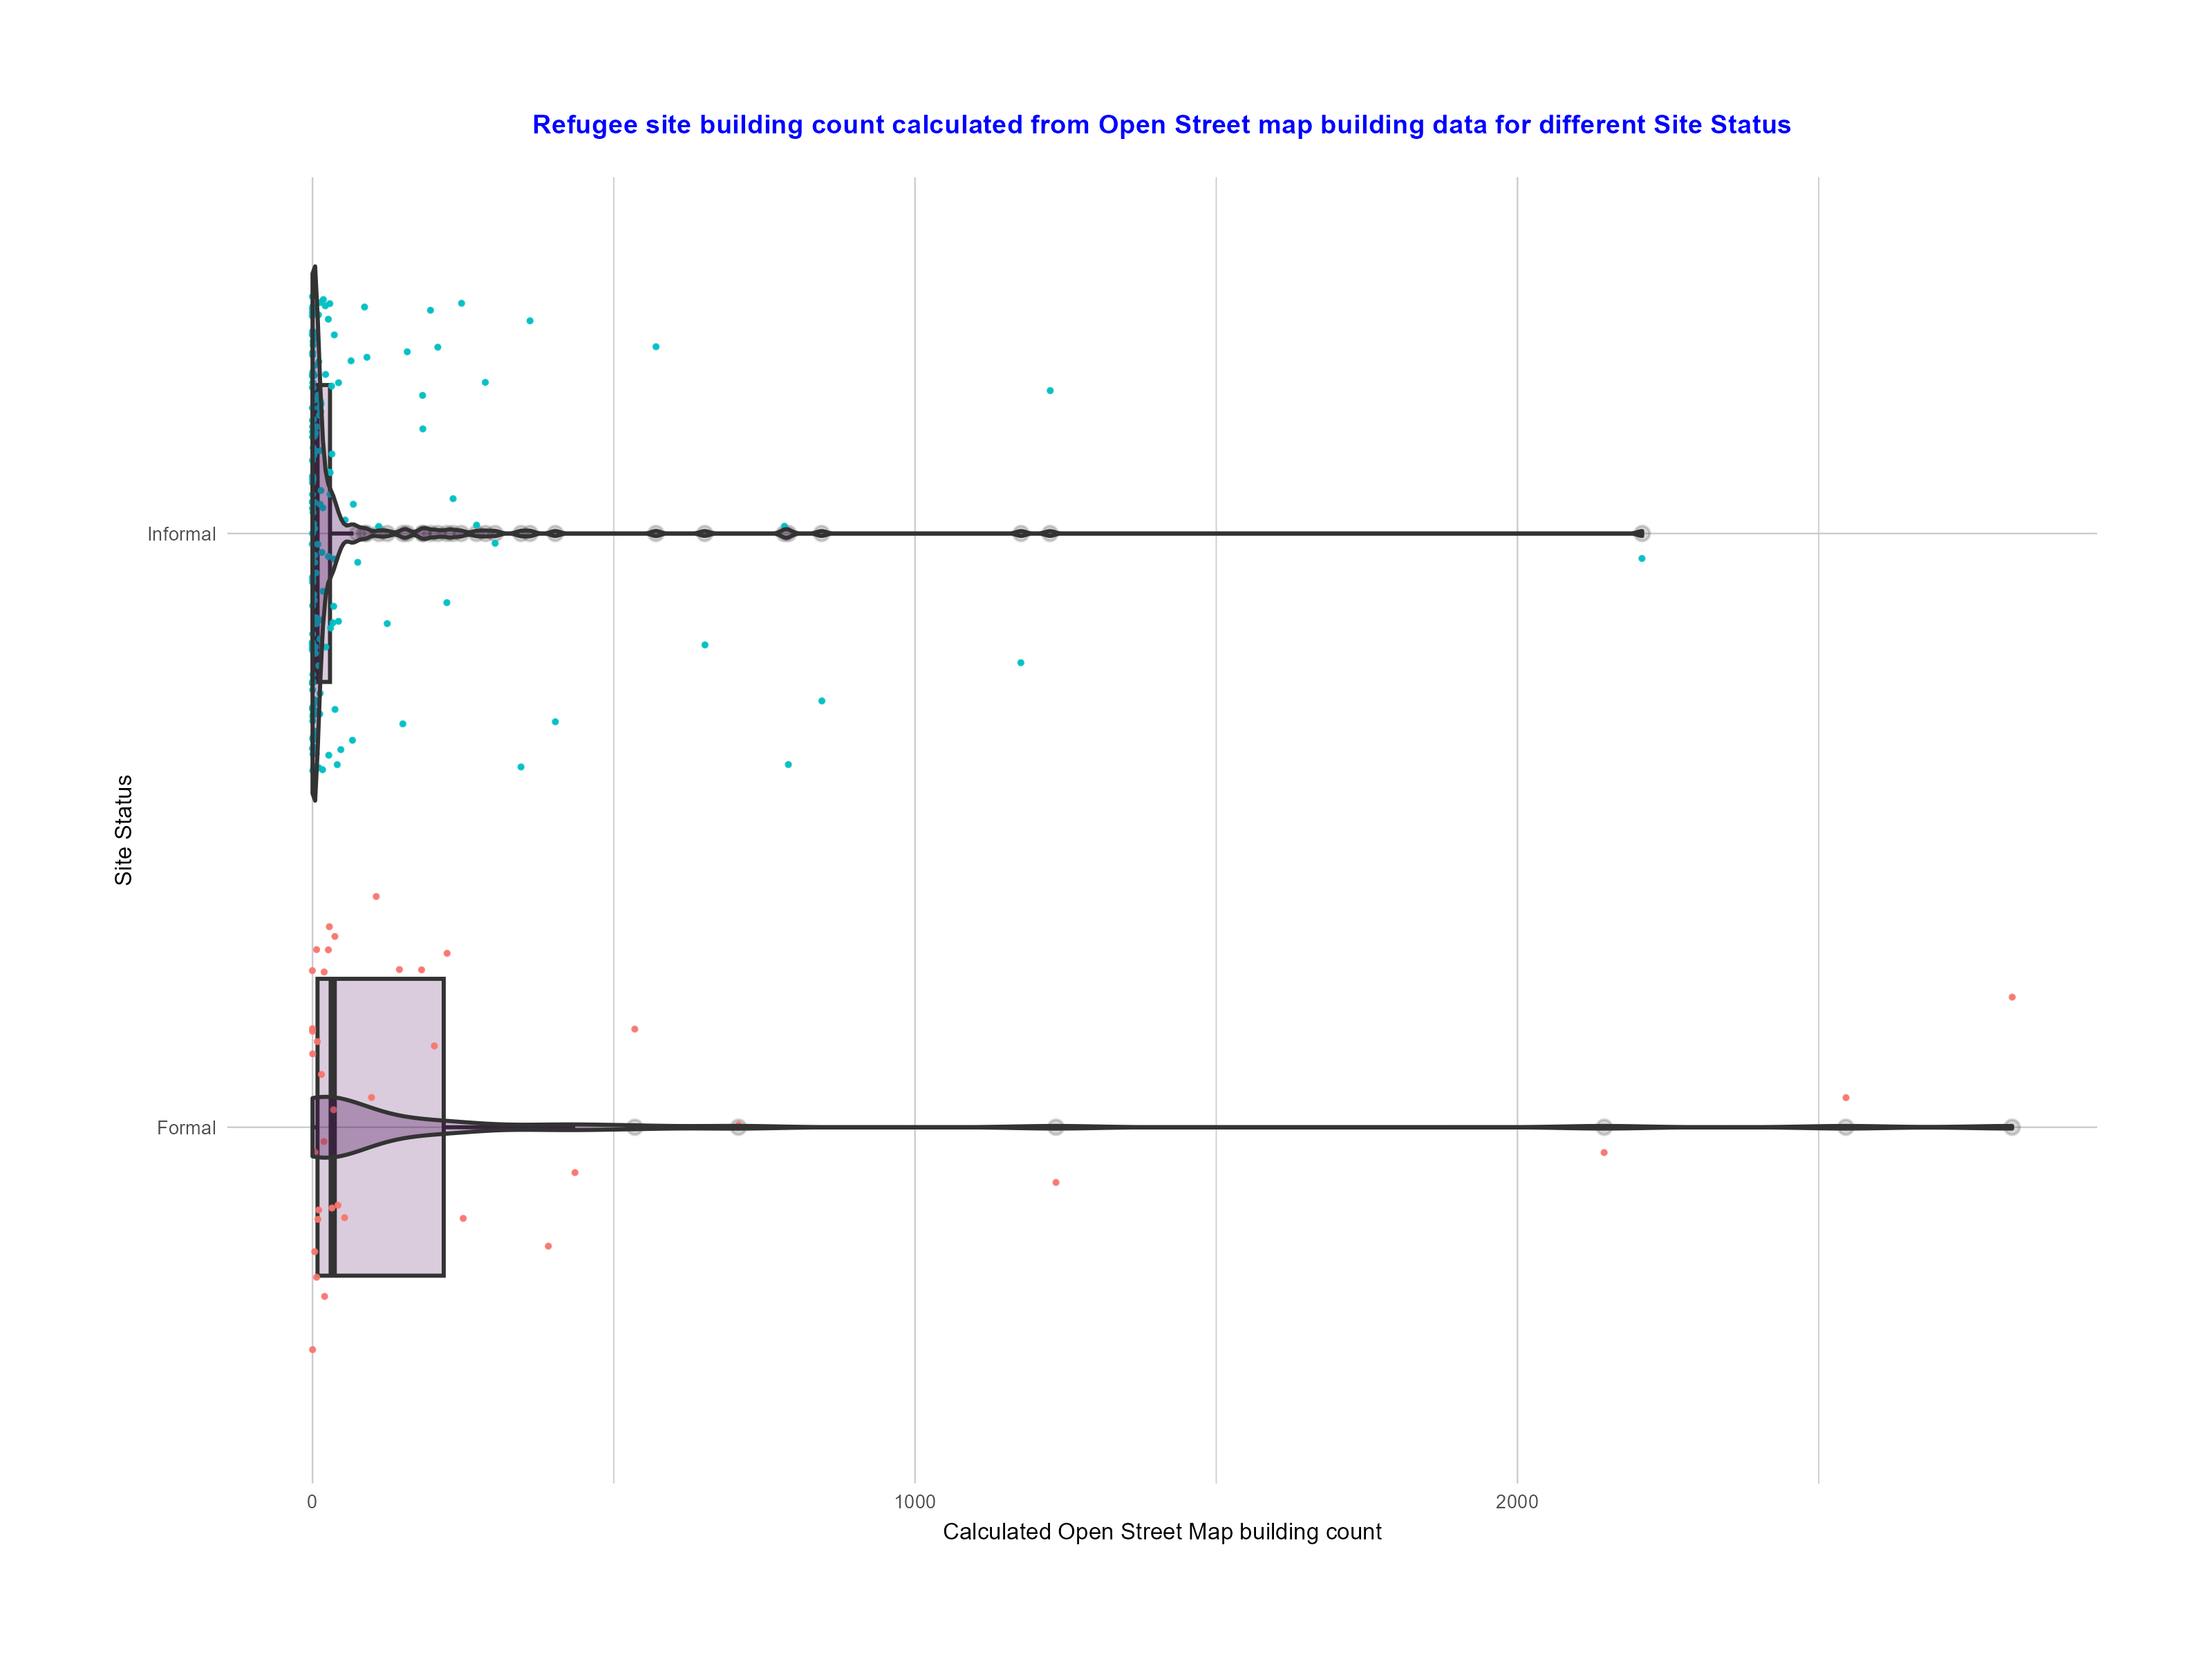 Refugee site building count calculated from Open Street map building data for different Site Status
Informal
Site Status
Formal
0
1000
2000
Calculated Open Street Map building count